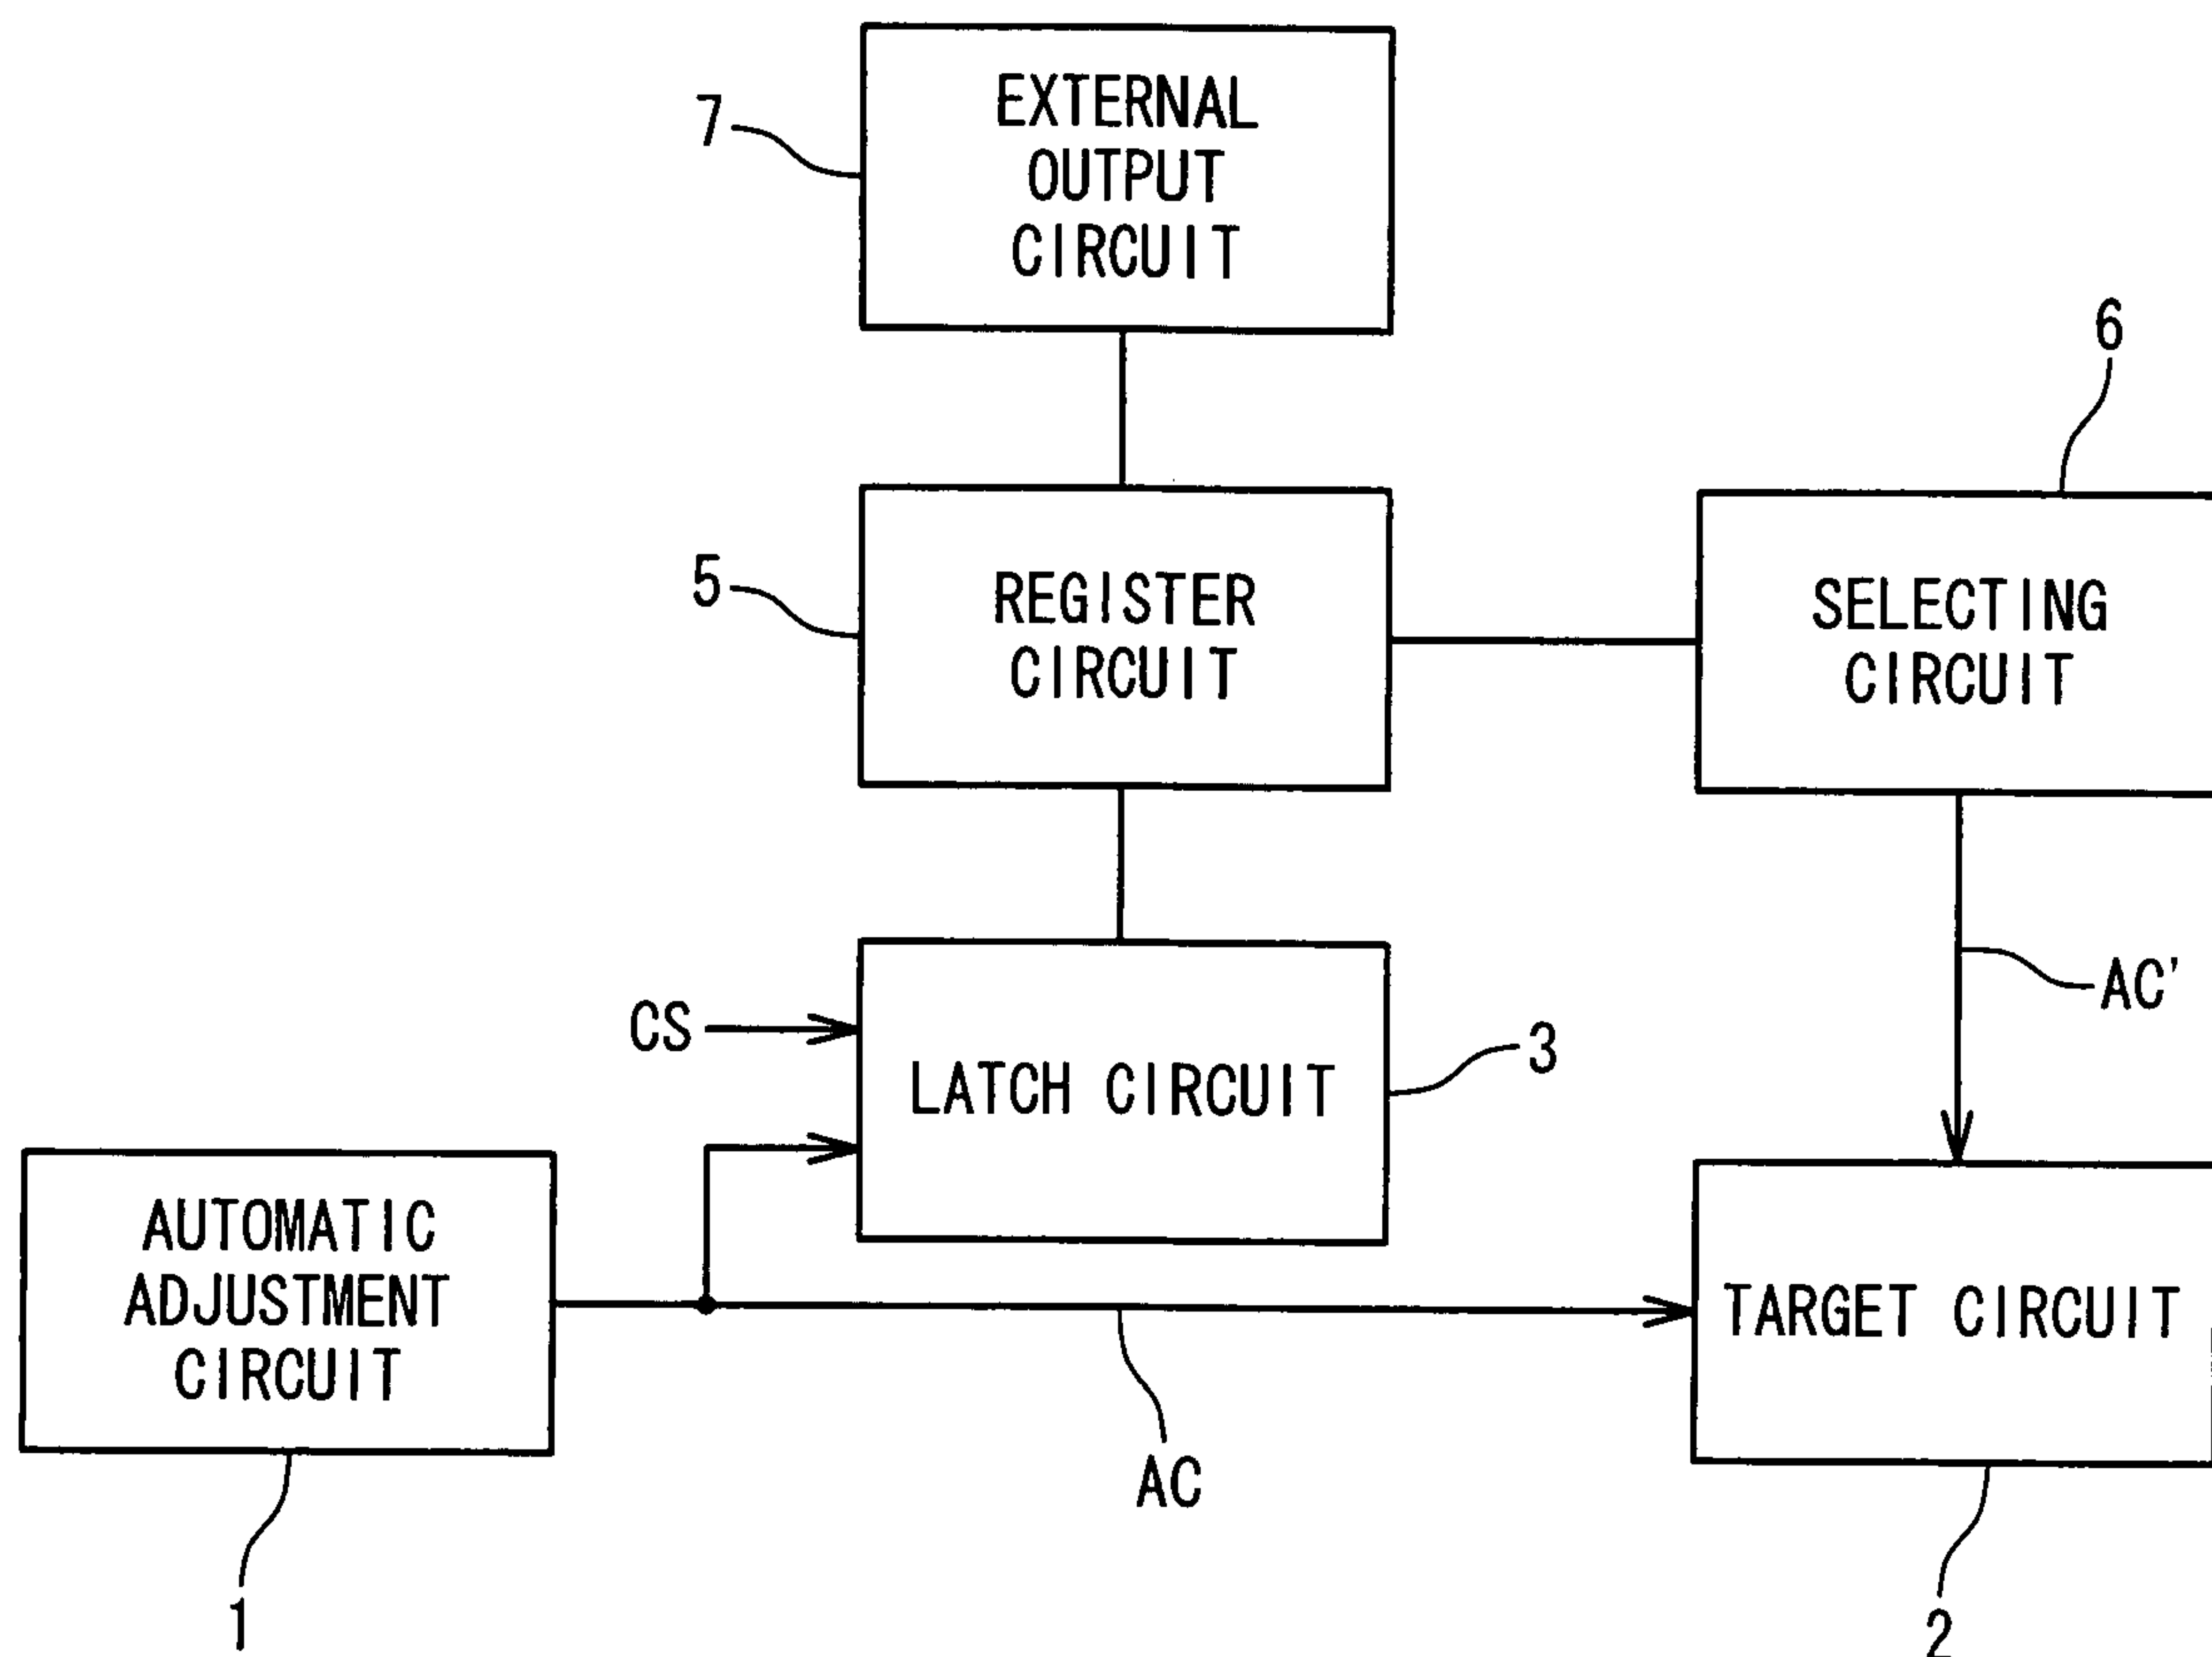 EXTERNAL
OUTPUT
CIRCUIT
7
6
REGISTER
CIRCUIT
5
SELECTING
CIRCUIT
AC'
CS
LATCH CIRCUIT
3
AUTOMATIC
ADJUSTMENT
CIRCUIT
TARGET CIRCUIT
AC
1
2